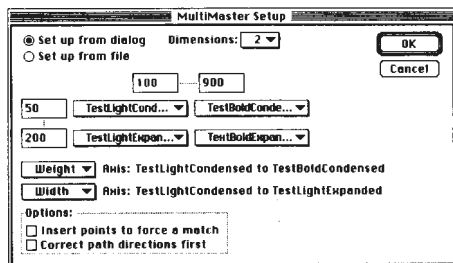 MultiMaster Setup
Set up from dialog Dimensions: 2 OK
Set up from file Cancel
100 900
50 TestLightCond... TestBoldConde...
200 TestLightExpan... TestBoldExpan...
Weight Axis: TestLightCondensed to TestBoldCondensed
Width Axis: TestLightCondensed to TestLightExpanded
Options:
Insert points to force a match
Correct path directions first